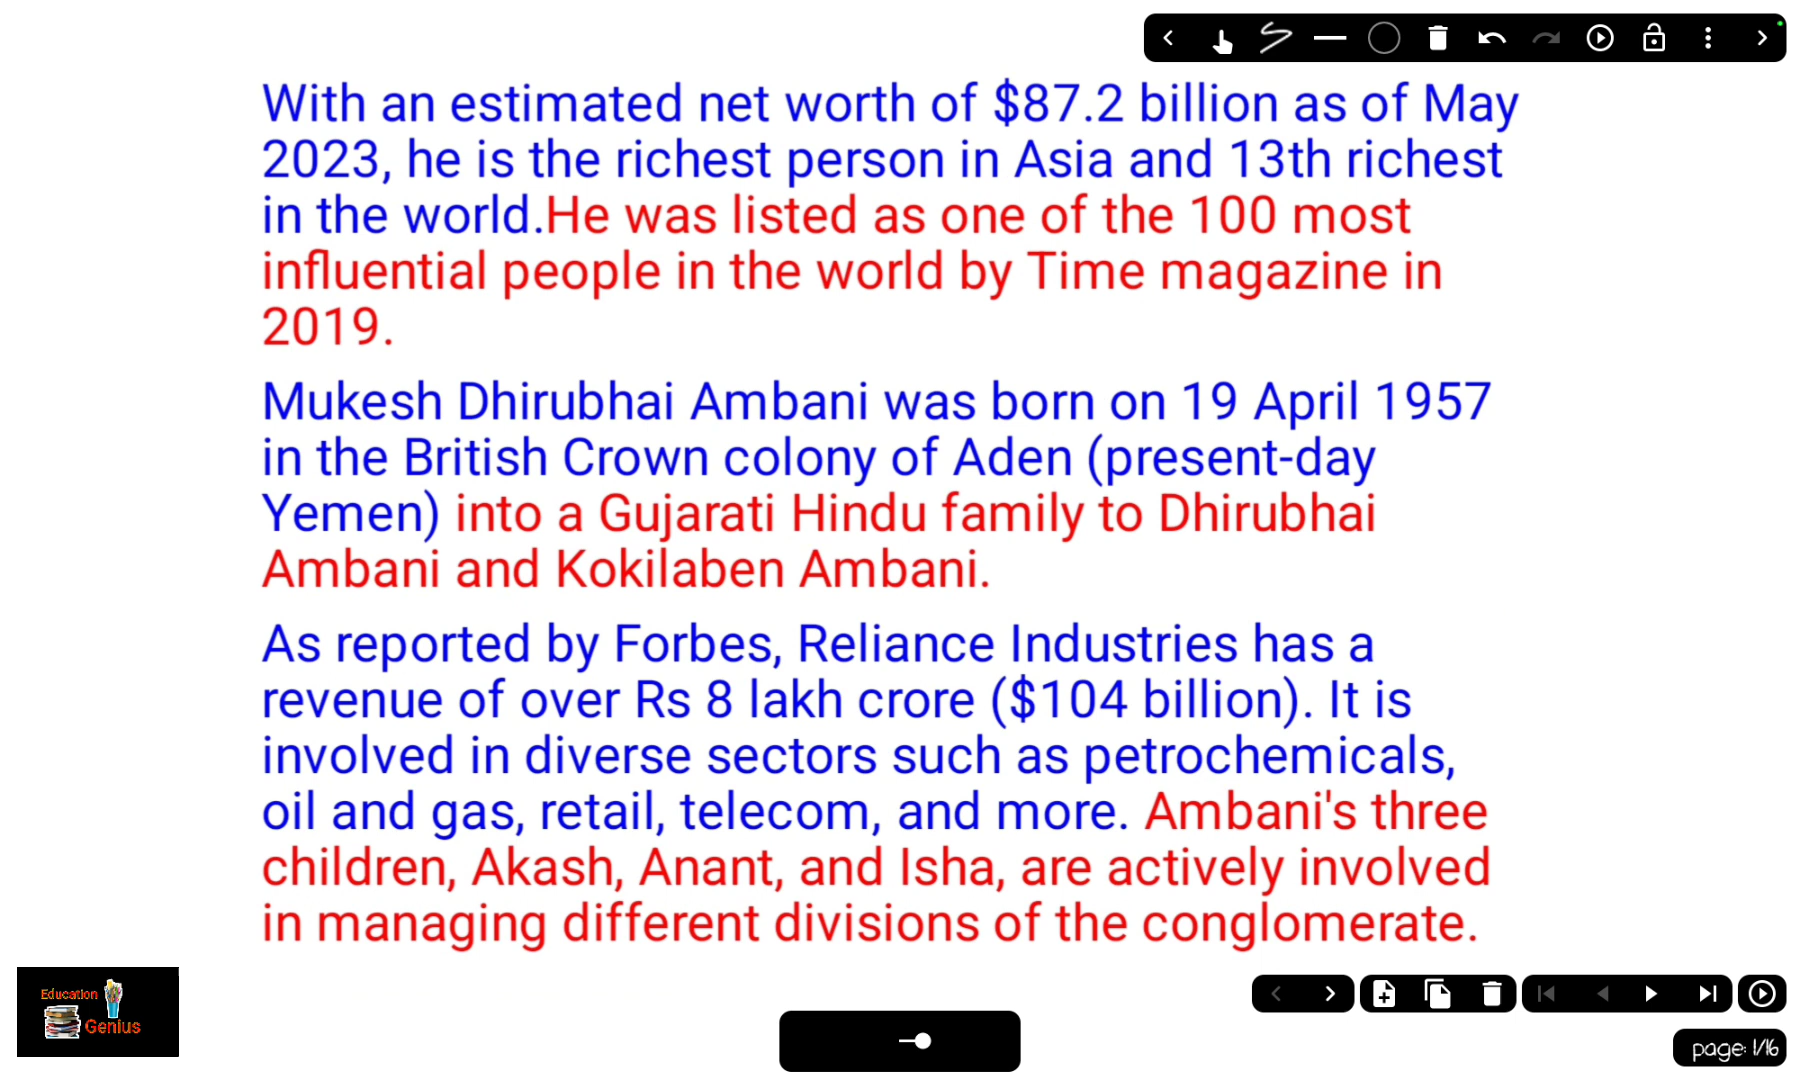 With an estimated net worth of $87.2 billion as of May
2023, he is the richest person in Asia and 13th richest
in the world.He was listed as one of the 100 most
influential people in the world by Time magazine in
2019.
Mukesh Dhirubhai Ambani was born on 19 April 1957
in the British Crown colony of Aden (present-day
Yemen) into a Gujarati Hindu family to Dhirubhai
Ambani and Kokilaben Ambani.
As reported by Forbes, Reliance Industries has a
revenue of over Rs 8 lakh crore ($104 billion). It is
involved in diverse sectors such as petrochemicals,
oil and gas, retail, telecom, and more. Ambani's three
children, Akash, Anant, and Isha, are actively involved
in managing different divisions of the conglomerate.
Education
Genius
page: 1/16